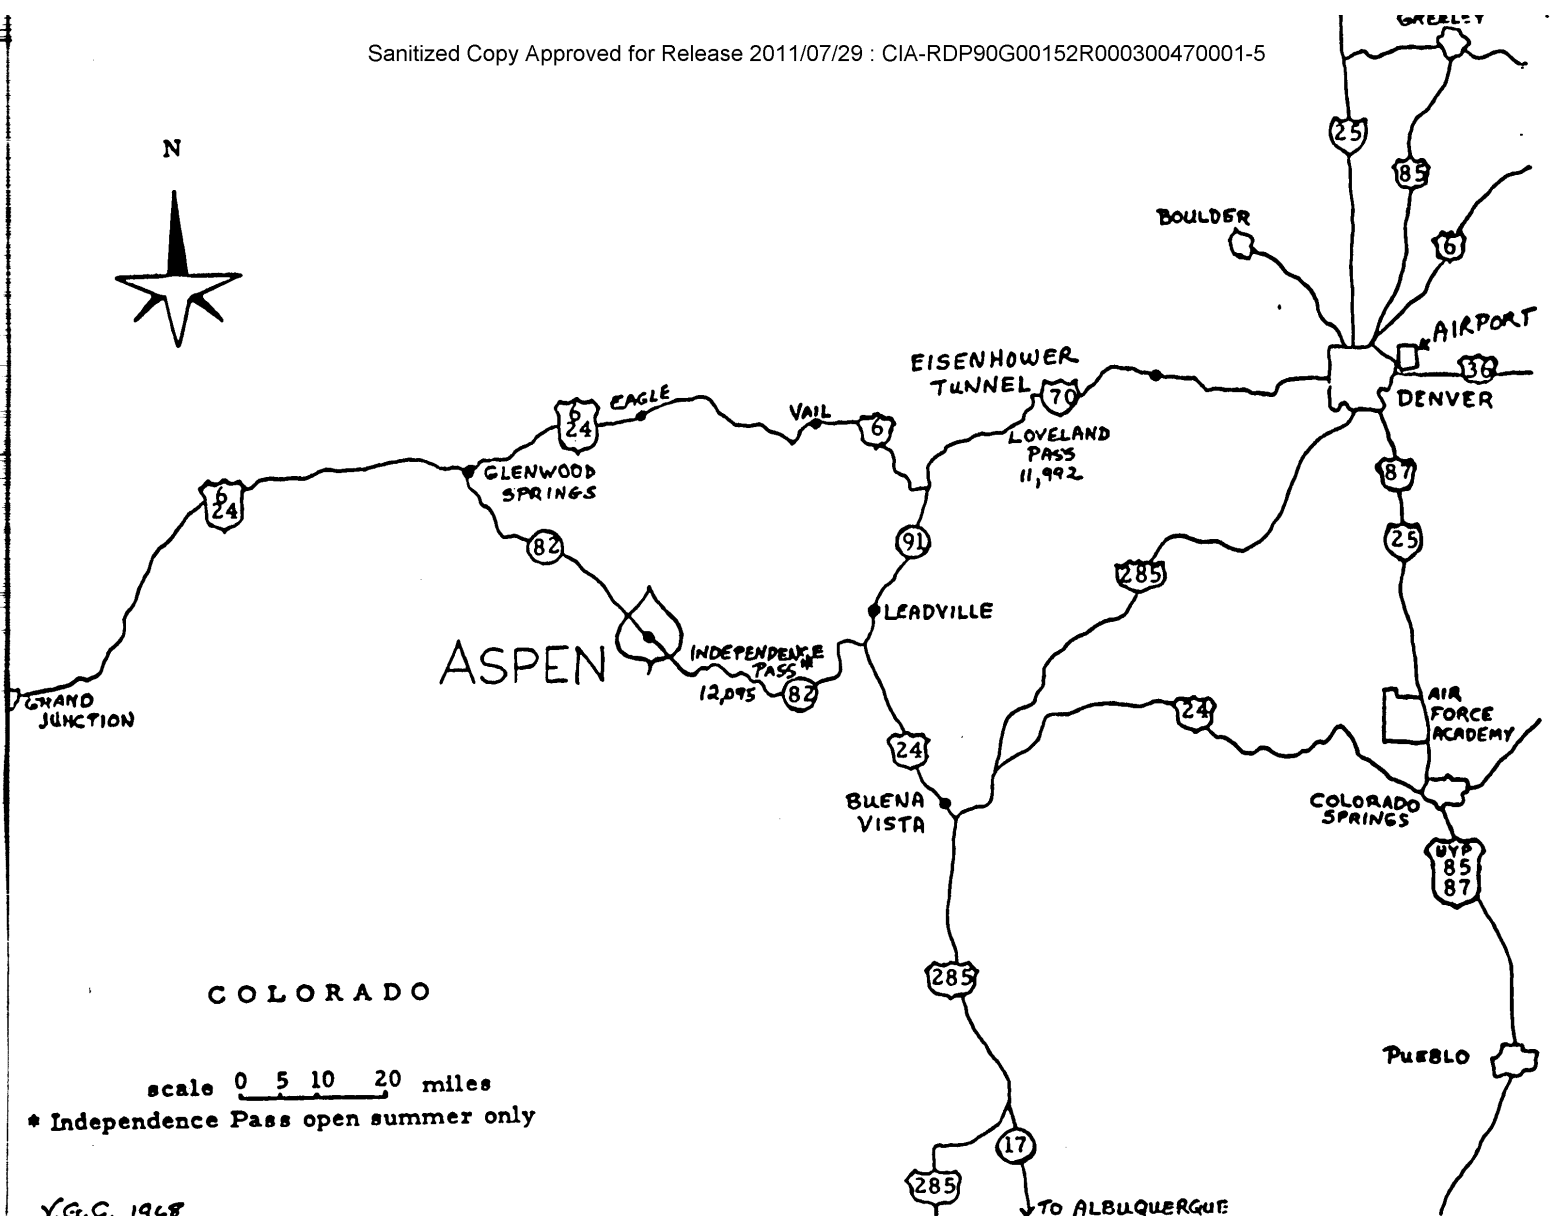 GREELEY
Sanitized Copy Approved for Release 2011/07/29 : CIA-RDP90G00152R000300470001-5
N
25
85
BOULDER
6
AIRPORT
36
DENVER
EISENHOWER
TUNNEL
70
LOVELAND
PASS
11,992
EAGLE
6
24
VAIL
6
GLENWOOD
SPRINGS
6
24
87
25
82
91
285
LEADVILLE
ASPEN
INDEPENDENCE
PASS*
12,095
82
GRAND
JUNCTION
24
24
AIR
FORCE
ACADEMY
BUENA
VISTA
COLORADO
SPRINGS
HYP
85
87
285
COLORADO
PUEBLO
scale 0 5 10 20 miles
* Independence Pass open summer only
17
285
TO ALBUQUERQUE
V.G.C. 1968